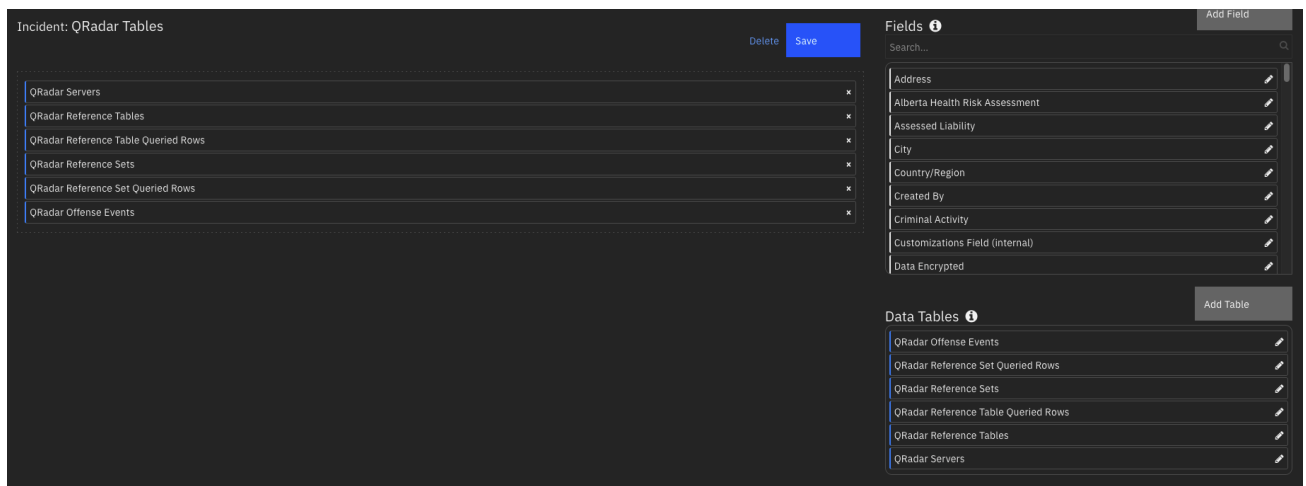 Incident: QRadar Tables
Delete Save
QRadar Servers
QRadar Reference Tables
QRadar Reference Table Queried Rows
QRadar Reference Sets
QRadar Reference Set Queried Rows
QRadar Offense Events
Add Field
Fields
Search...
Address
Alberta Health Risk Assessment
Assessed Liability
City
Country/Region
Created By
Criminal Activity
Customizations Field (internal)
Data Encrypted
Add Table
Data Tables
QRadar Offense Events
QRadar Reference Set Queried Rows
QRadar Reference Sets
QRadar Reference Table Queried Rows
QRadar Reference Tables
QRadar Servers